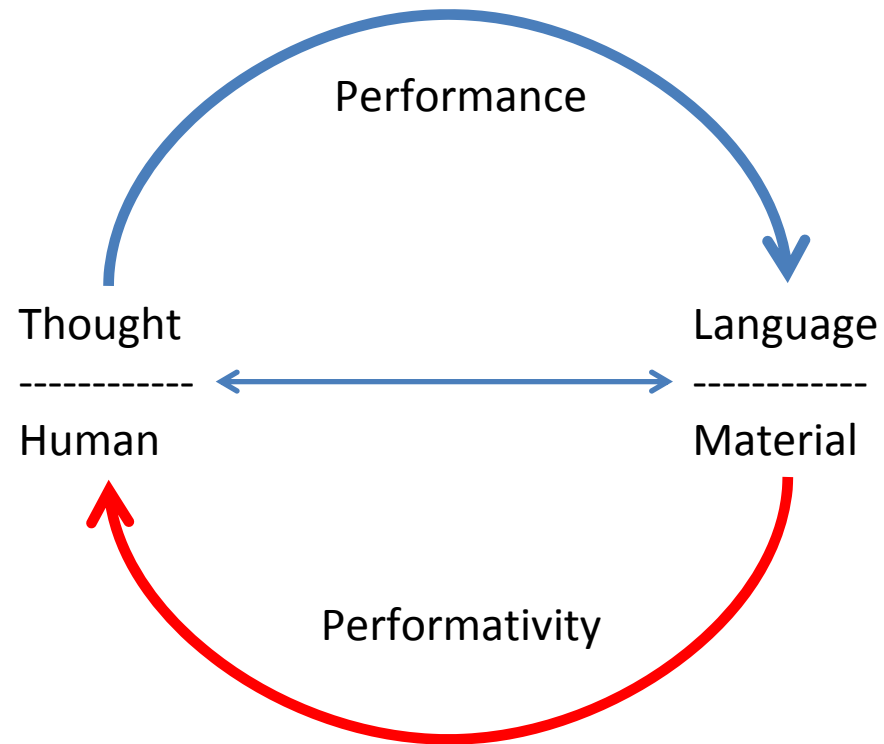 Performance
Thought
Language
------------
------------
Human
Material
Performativity